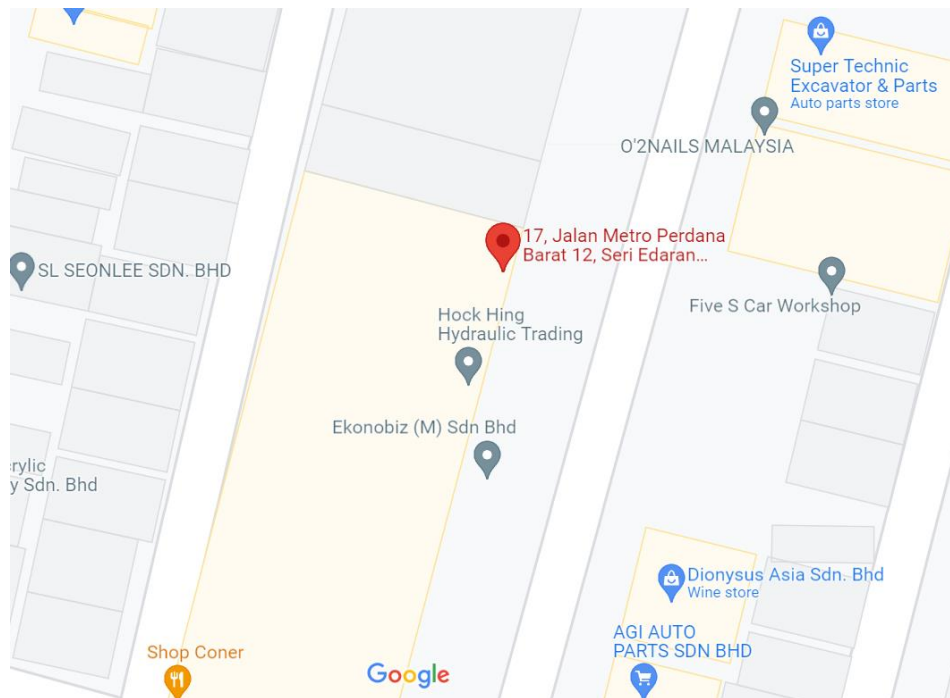 Super Technic
Excavator & Parts
Auto parts store
O'2NAILS MALAYSIA
17, Jalan Metro Perdana
Barat 12, Seri Edaran...
SL SEONLEE SDN. BHD
Five S Car Workshop
Hock Hing
Hydraulic Trading
Ekonobiz (M) Sdn Bhd
crylic
y Sdn. Bhd
Dionysus Asia Sdn. Bhd
Wine store
AGI AUTO
PARTS SDN BHD
Shop Coner
Google